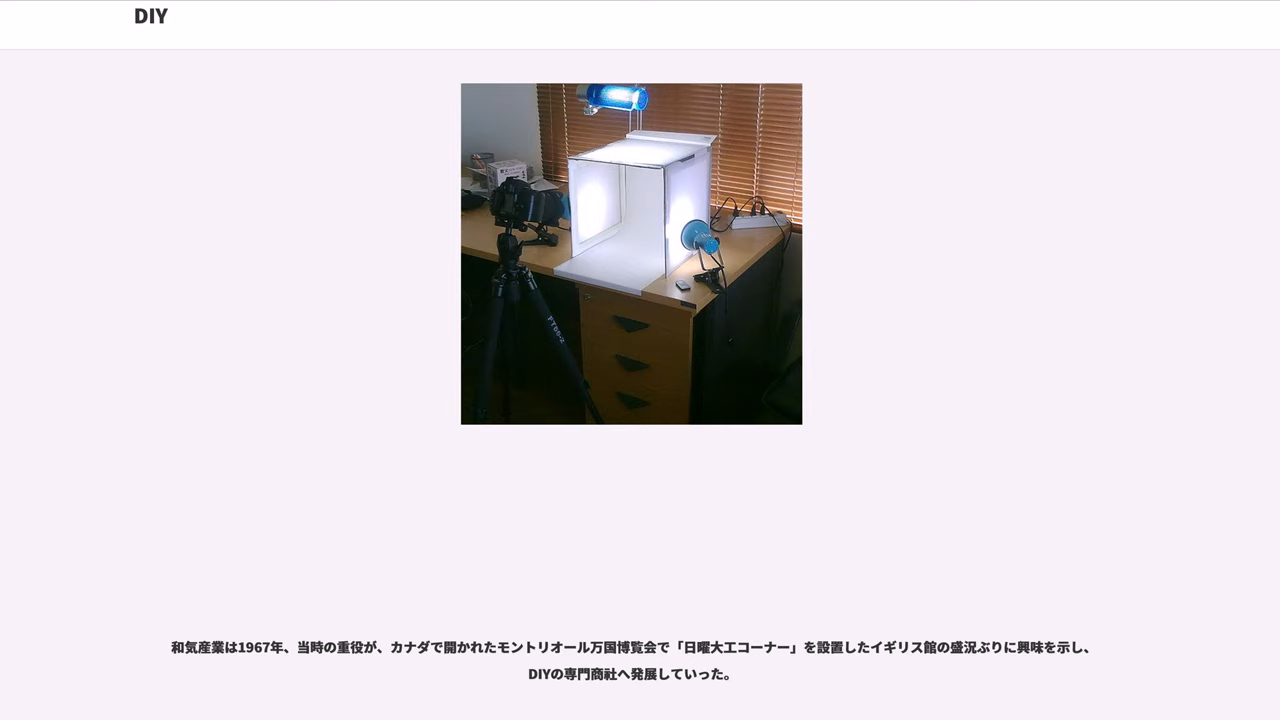 DIY
FT66-2
和気産業は1967年、当時の重役が、カナダで開かれたモントリオール万国博覧会で「日曜大工コーナー」を設置したイギリス館の盛況ぶりに興味を示し、
DIYの専門商社へ発展していった。